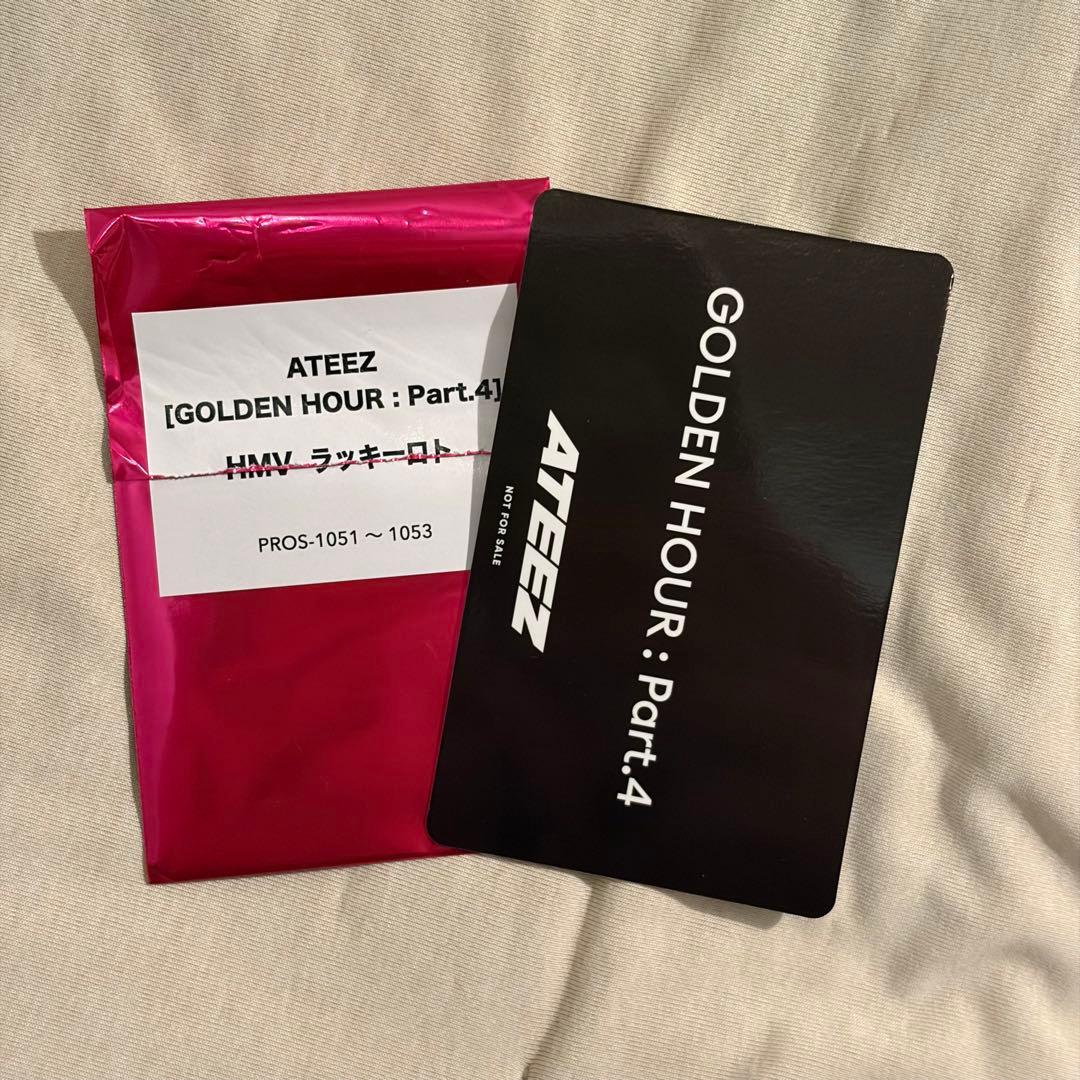 ATEEZ
[GOLDEN HOUR : Part.4]
HMV ラッキーロト
PROS-1051 ～ 1053
GOLDEN HOUR : Part.4
ATEEZ
NOT FOR SALE